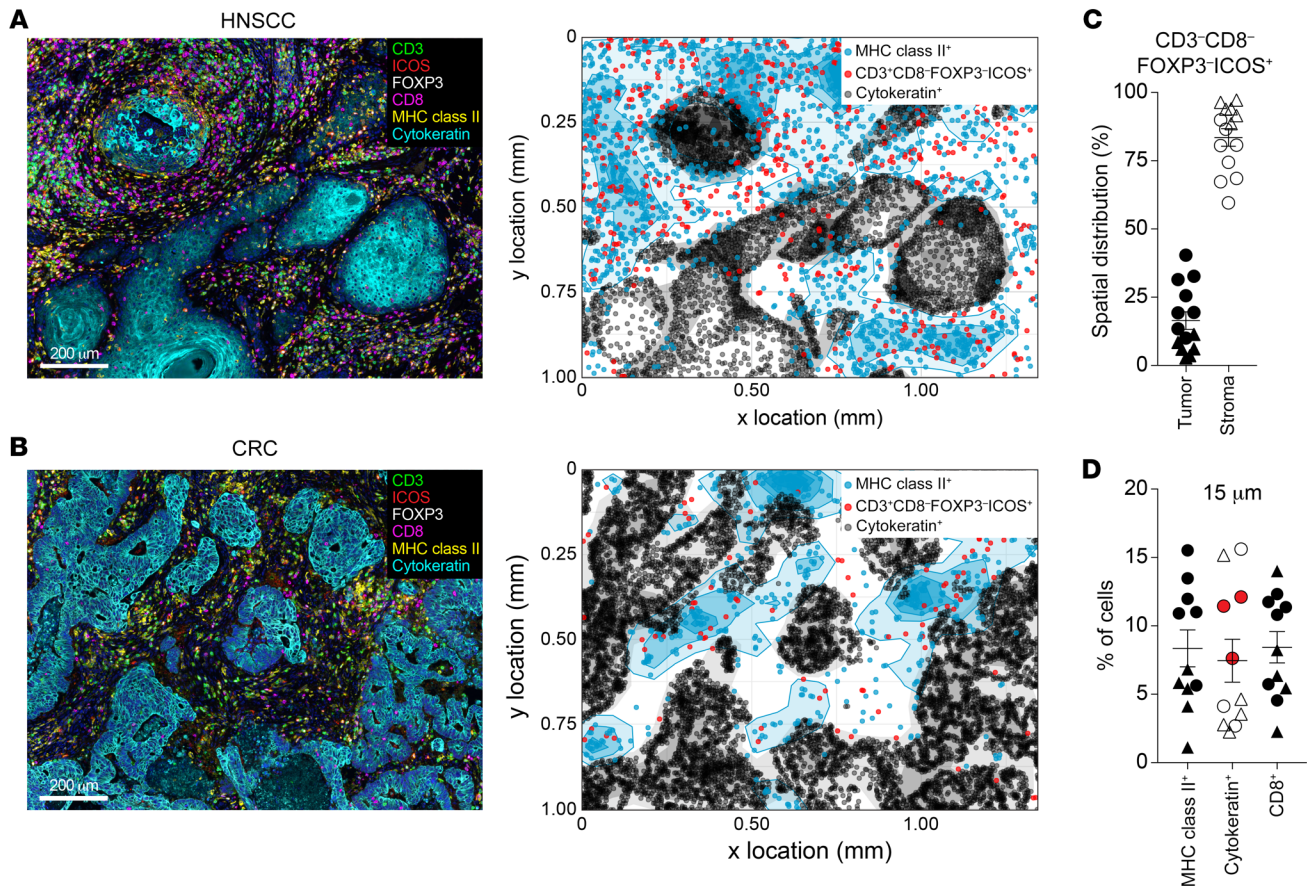 A
HNSCC
CD3
ICOS
FOXP3
CD8
MHC class II
Cytokeratin
200 µm
0
0.25
0.50
0.75
1.00
y location (mm)
0
0.50
1.00
x location (mm)
MHC class II⁺
CD3⁺CD8⁻FOXP3⁻ICOS⁺
Cytokeratin⁺
C
CD3⁻CD8⁻
FOXP3⁻ICOS⁺
100
75
50
25
0
Spatial distribution (%)
Tumor
Stroma
B
CRC
CD3
ICOS
FOXP3
CD8
MHC class II
Cytokeratin
200 µm
0
0.25
0.50
0.75
1.00
y location (mm)
0
0.50
1.00
x location (mm)
MHC class II⁺
CD3⁺CD8⁻FOXP3⁻ICOS⁺
Cytokeratin⁺
D
15 µm
20
15
10
5
0
% of cells
MHC class II⁺
Cytokeratin⁺
CD8⁺